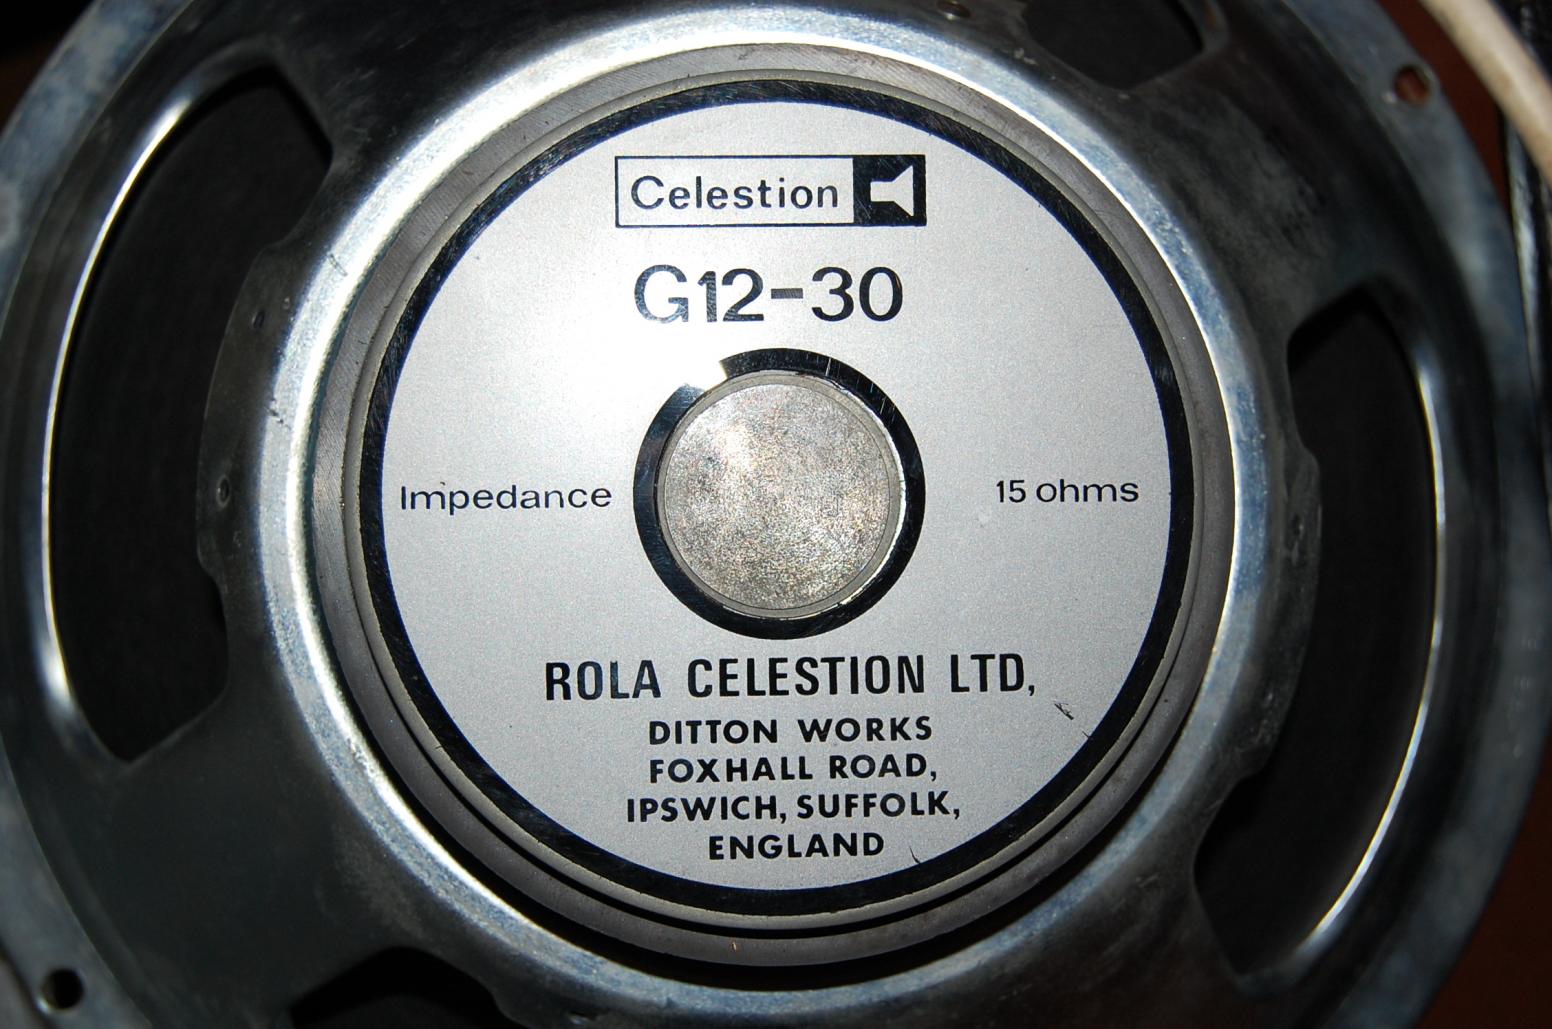 Celestion
G12-30
Impedance 15 ohms
ROLA CELESTION LTD,
DITTON WORKS
FOXHALL ROAD,
IPSWICH, SUFFOLK,
ENGLAND